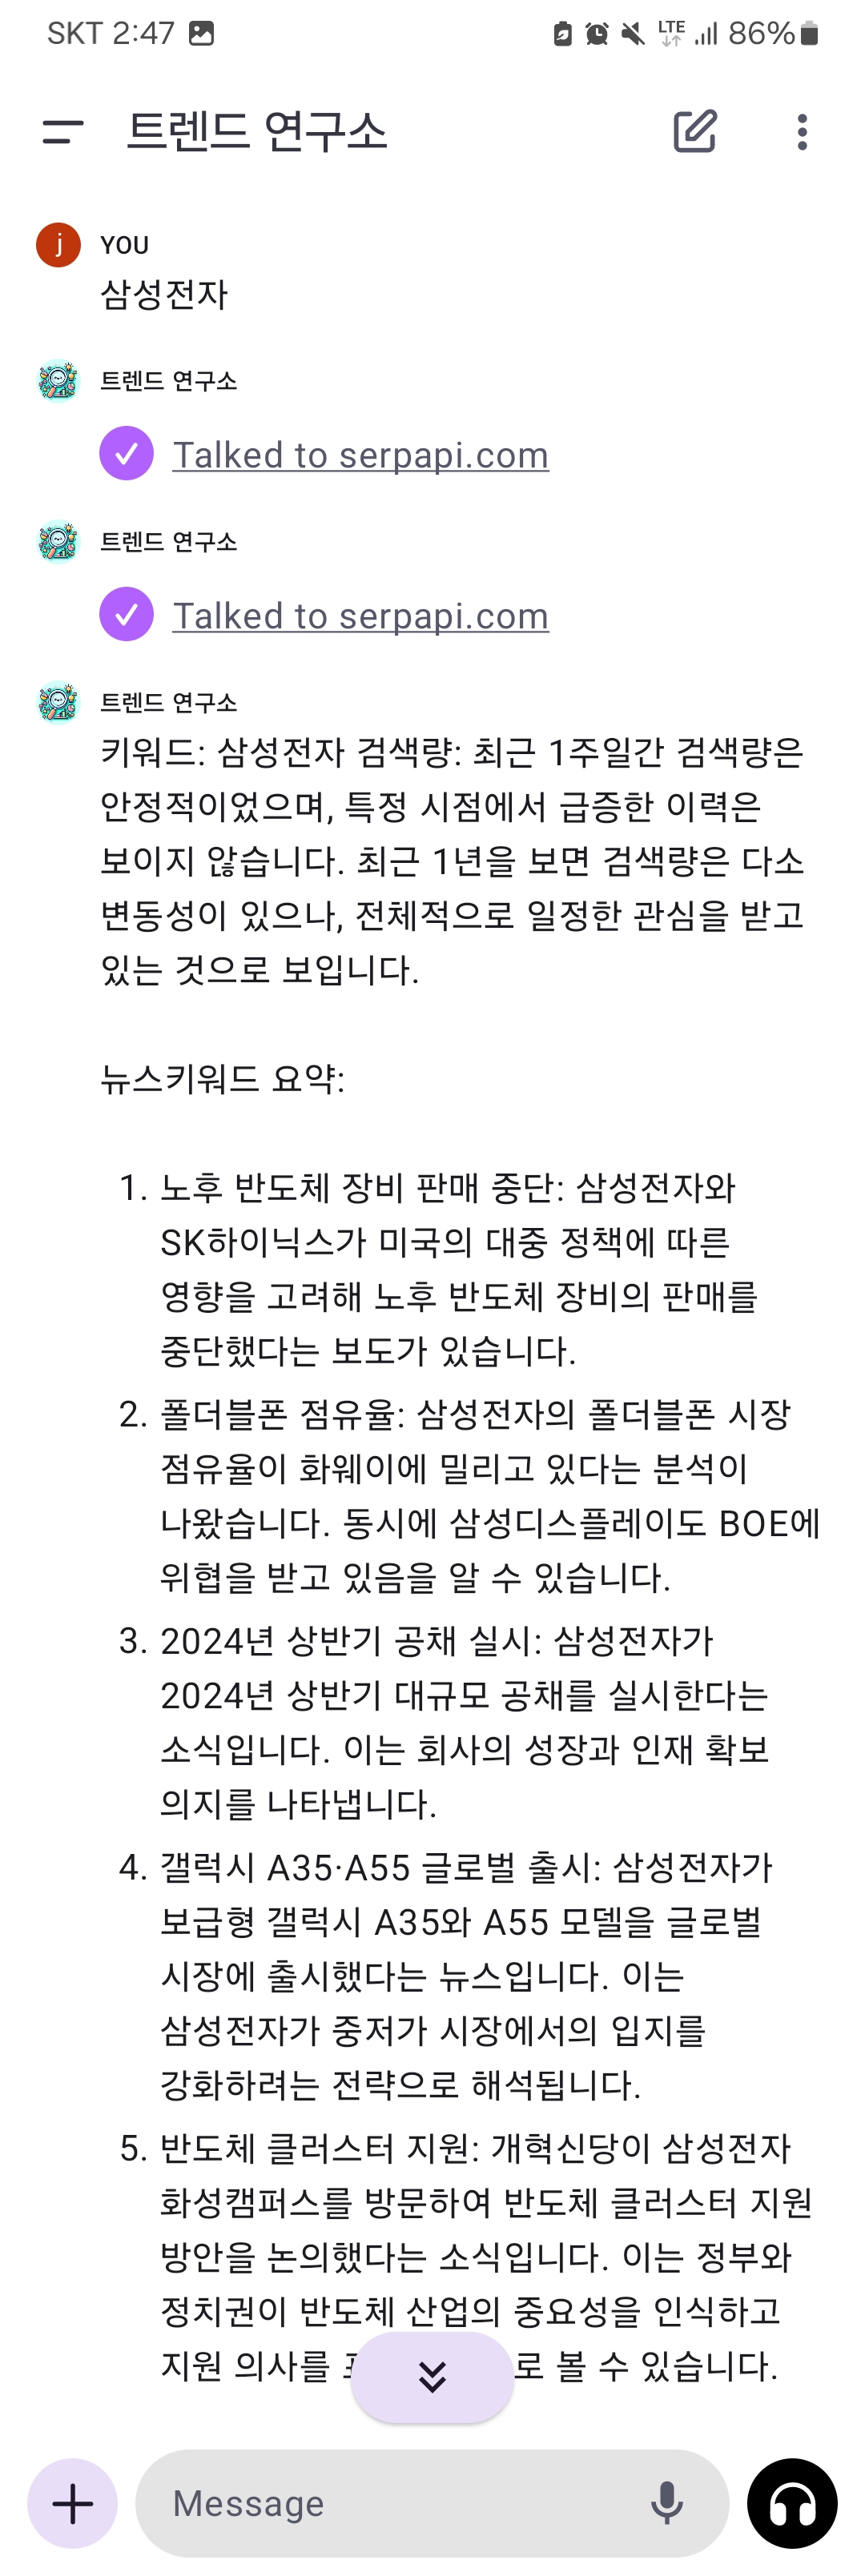 SKT 2:47
LTE
86%
트렌드 연구소
j
YOU
삼성전자
트렌드 연구소
Talked to serpapi.com
트렌드 연구소
Talked to serpapi.com
트렌드 연구소
키워드: 삼성전자 검색량: 최근 1주일간 검색량은
안정적이었으며, 특정 시점에서 급증한 이력은
보이지 않습니다. 최근 1년을 보면 검색량은 다소
변동성이 있으나, 전체적으로 일정한 관심을 받고
있는 것으로 보입니다.
뉴스키워드 요약:
1. 노후 반도체 장비 판매 중단: 삼성전자와
SK하이닉스가 미국의 대중 정책에 따른
영향을 고려해 노후 반도체 장비의 판매를
중단했다는 보도가 있습니다.
2. 폴더블폰 점유율: 삼성전자의 폴더블폰 시장
점유율이 화웨이에 밀리고 있다는 분석이
나왔습니다. 동시에 삼성디스플레이도 BOE에
위협을 받고 있음을 알 수 있습니다.
3. 2024년 상반기 공채 실시: 삼성전자가
2024년 상반기 대규모 공채를 실시한다는
소식입니다. 이는 회사의 성장과 인재 확보
의지를 나타냅니다.
4. 갤럭시 A35·A55 글로벌 출시: 삼성전자가
보급형 갤럭시 A35와 A55 모델을 글로벌
시장에 출시했다는 뉴스입니다. 이는
삼성전자가 중저가 시장에서의 입지를
강화하려는 전략으로 해석됩니다.
5. 반도체 클러스터 지원: 개혁신당이 삼성전자
화성캠퍼스를 방문하여 반도체 클러스터 지원
방안을 논의했다는 소식입니다. 이는 정부와
정치권이 반도체 산업의 중요성을 인식하고
지원 의사를 로 볼 수 있습니다.
Message